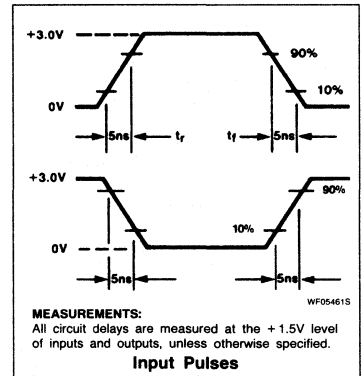 +3.0V
90%
10%
0V
5ns tr tf 5ns
+3.0V
90%
10%
0V
5ns 5ns
WF05461S
MEASUREMENTS:
All circuit delays are measured at the +1.5V level
of inputs and outputs, unless otherwise specified.
Input Pulses